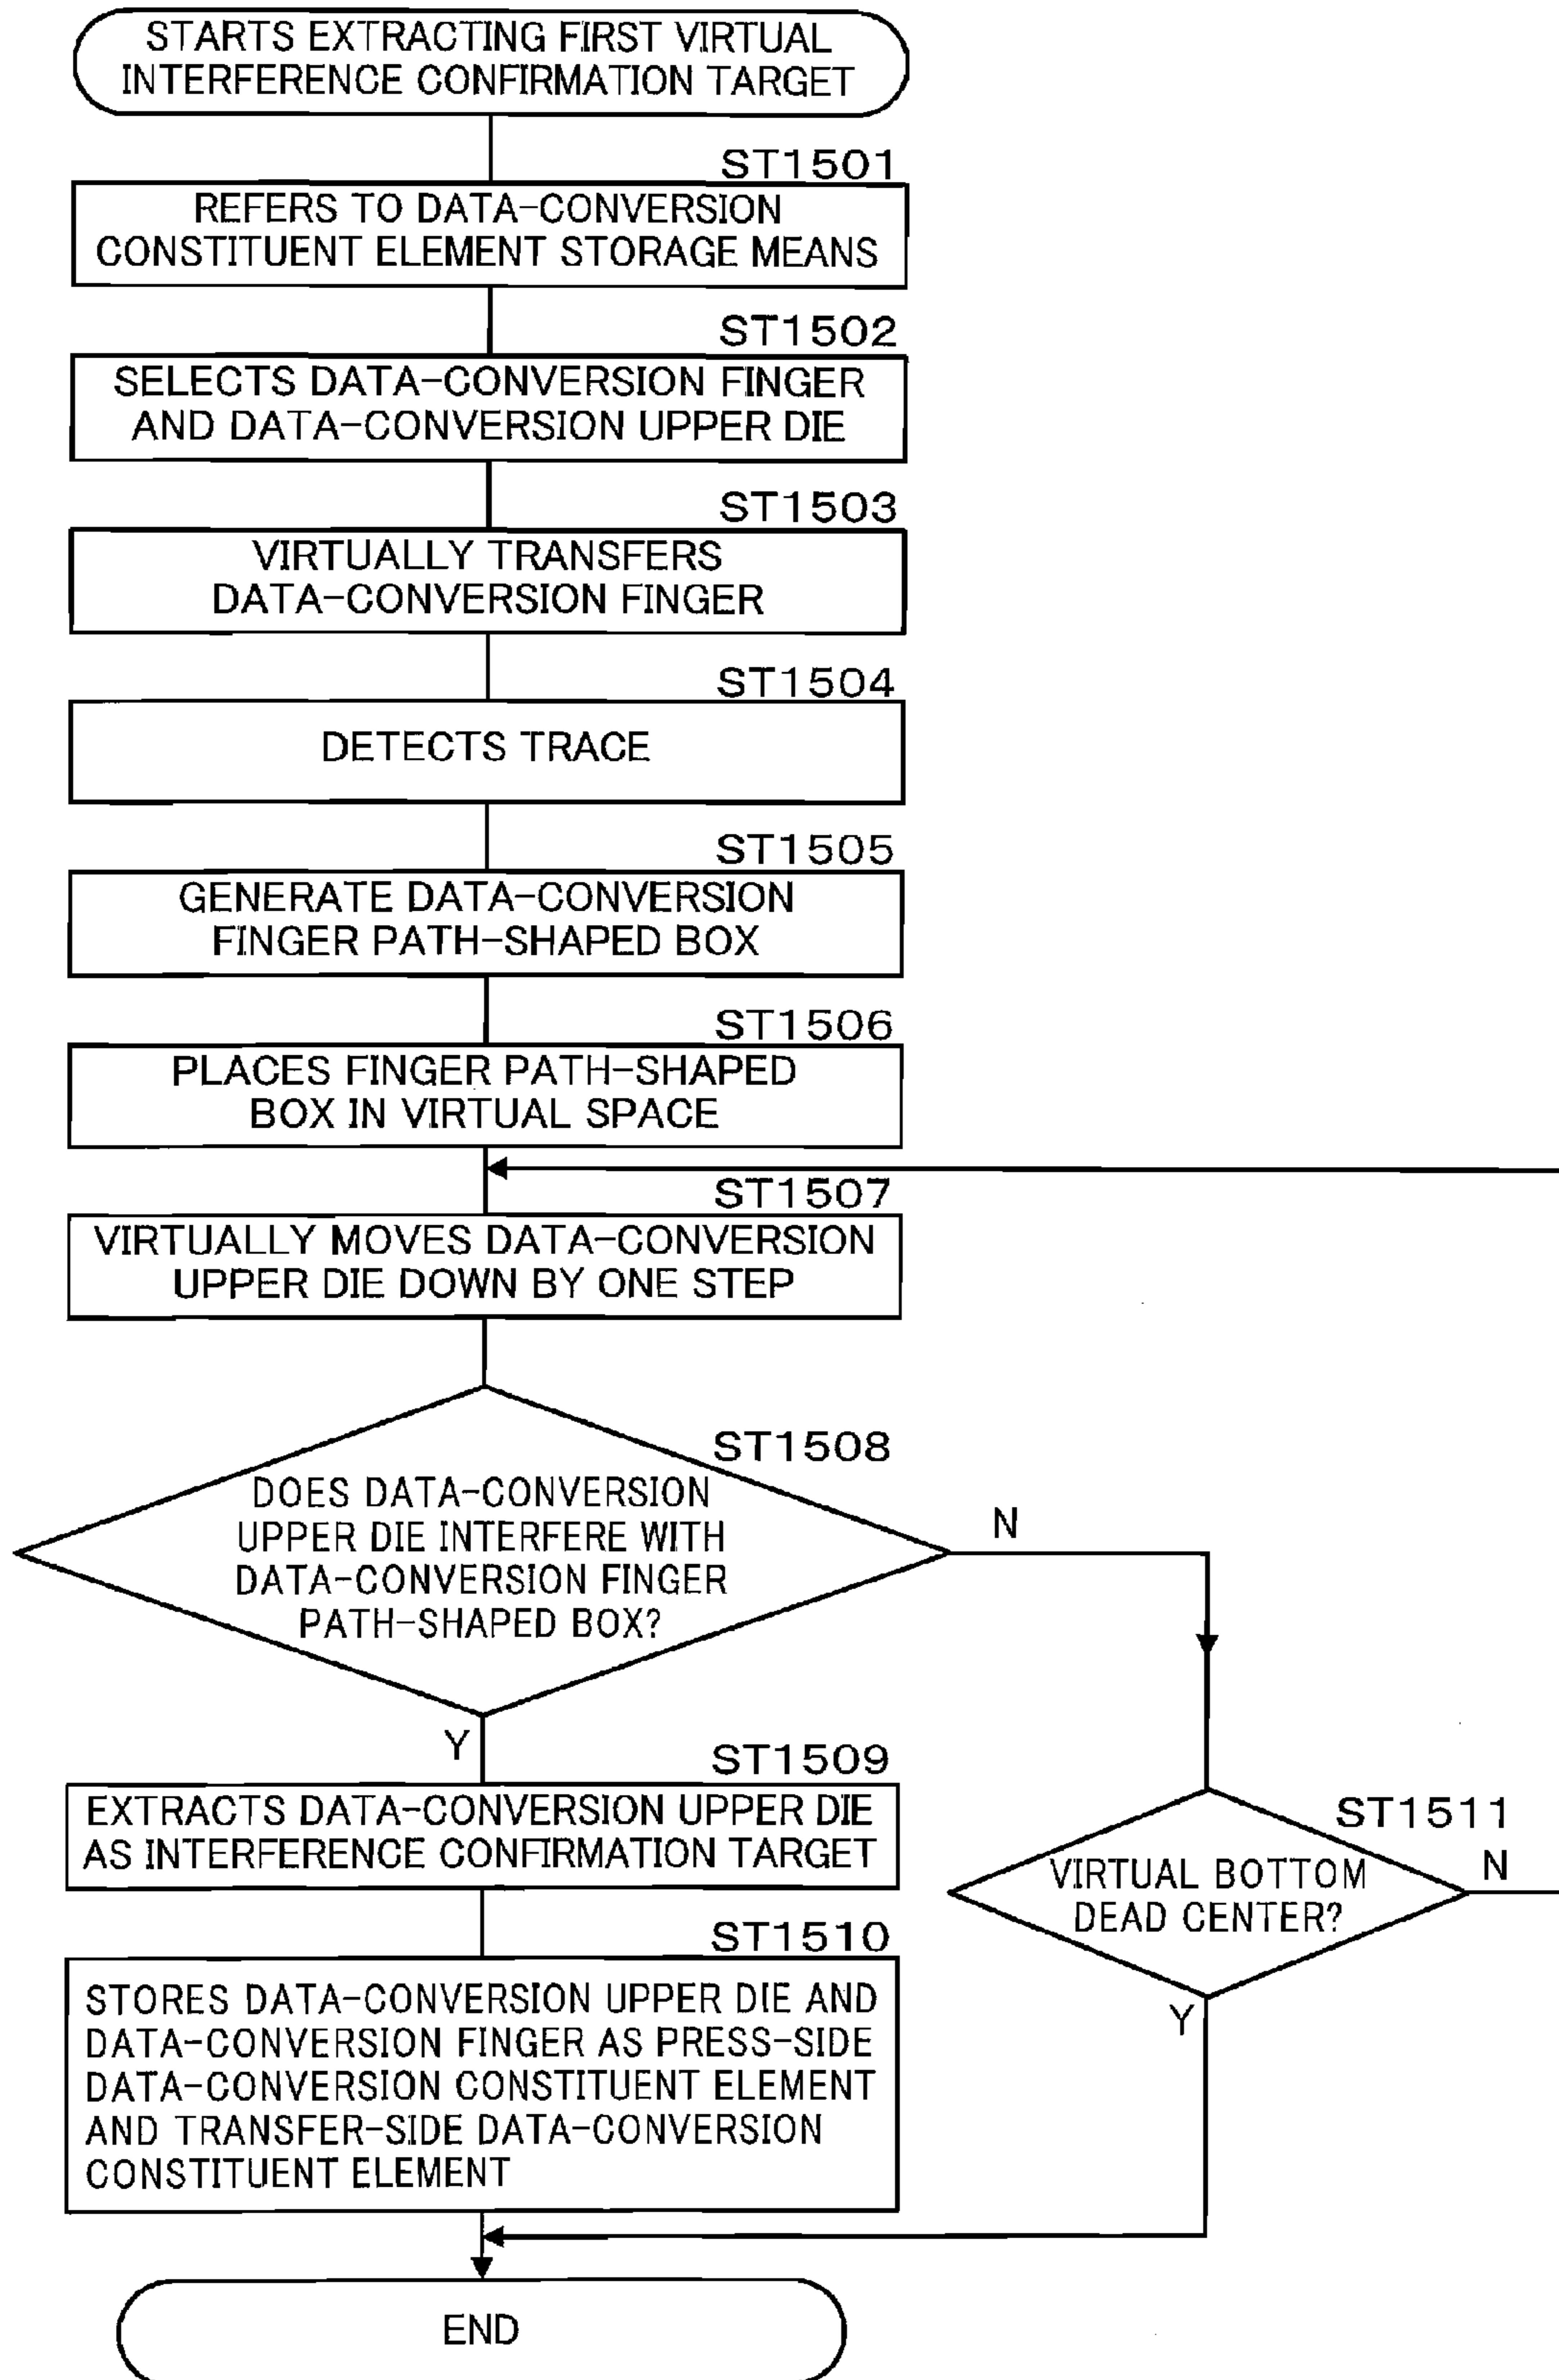 STARTS EXTRACTING FIRST VIRTUAL
INTERFERENCE CONFIRMATION TARGET
ST1501
REFERS TO DATA-CONVERSION
CONSTITUENT ELEMENT STORAGE MEANS
ST1502
SELECTS DATA-CONVERSION FINGER
AND DATA-CONVERSION UPPER DIE
ST1503
VIRTUALLY TRANSFERS
DATA-CONVERSION FINGER
ST1504
DETECTS TRACE
ST1505
GENERATE DATA-CONVERSION
FINGER PATH-SHAPED BOX
ST1506
PLACES FINGER PATH-SHAPED
BOX IN VIRTUAL SPACE
ST1507
VIRTUALLY MOVES DATA-CONVERSION
UPPER DIE DOWN BY ONE STEP
ST1508
DOES DATA-CONVERSION
UPPER DIE INTERFERE WITH
DATA-CONVERSION FINGER
PATH-SHAPED BOX?
N
Y
ST1509
EXTRACTS DATA-CONVERSION UPPER DIE
AS INTERFERENCE CONFIRMATION TARGET
ST1511
VIRTUAL BOTTOM
DEAD CENTER?
N
Y
ST1510
STORES DATA-CONVERSION UPPER DIE AND
DATA-CONVERSION FINGER AS PRESS-SIDE
DATA-CONVERSION CONSTITUENT ELEMENT
AND TRANSFER-SIDE DATA-CONVERSION
CONSTITUENT ELEMENT
END